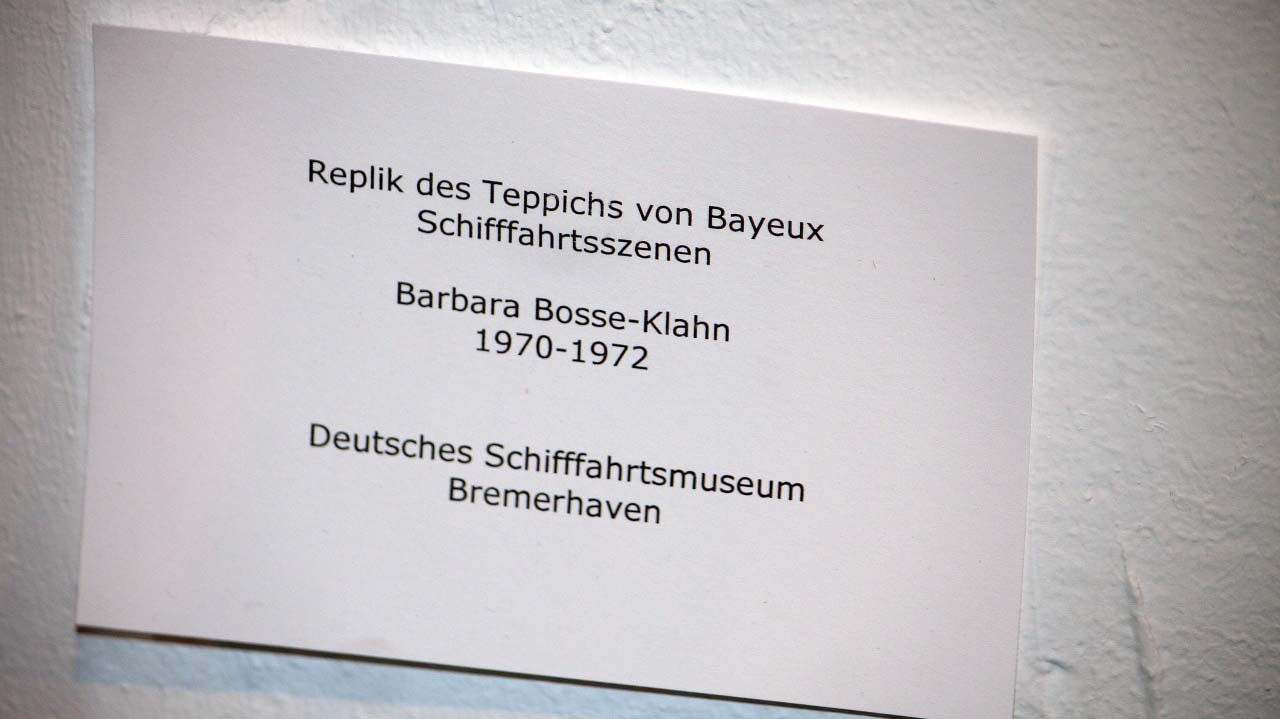 Replik des Teppichs von Bayeux
Schifffahrtsszenen
Barbara Bosse-Klahn
1970-1972
Deutsches Schifffahrtsmuseum
Bremerhaven